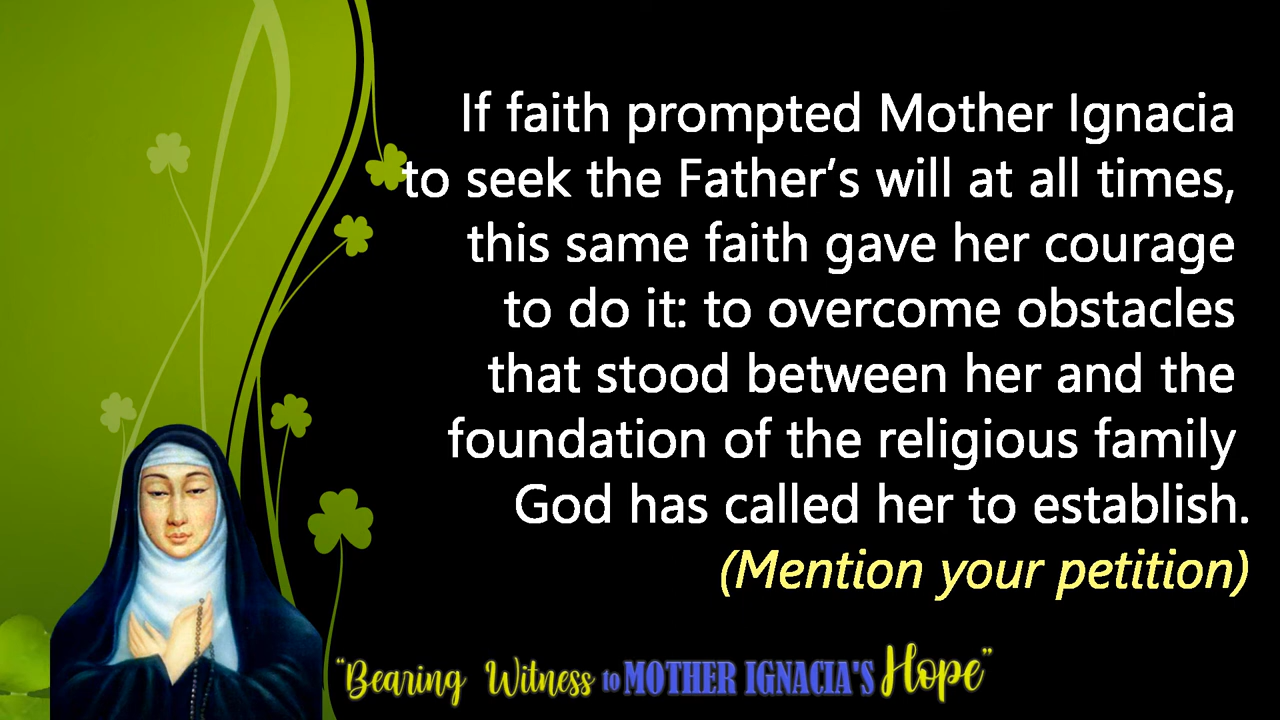 If faith prompted Mother Ignacia
to seek the Father’s will at all times,
this same faith gave her courage
to do it: to overcome obstacles
that stood between her and the
foundation of the religious family
God has called her to establish.
(Mention your petition)
“Bearing Witness to MOTHER IGNACIA'S Hope”